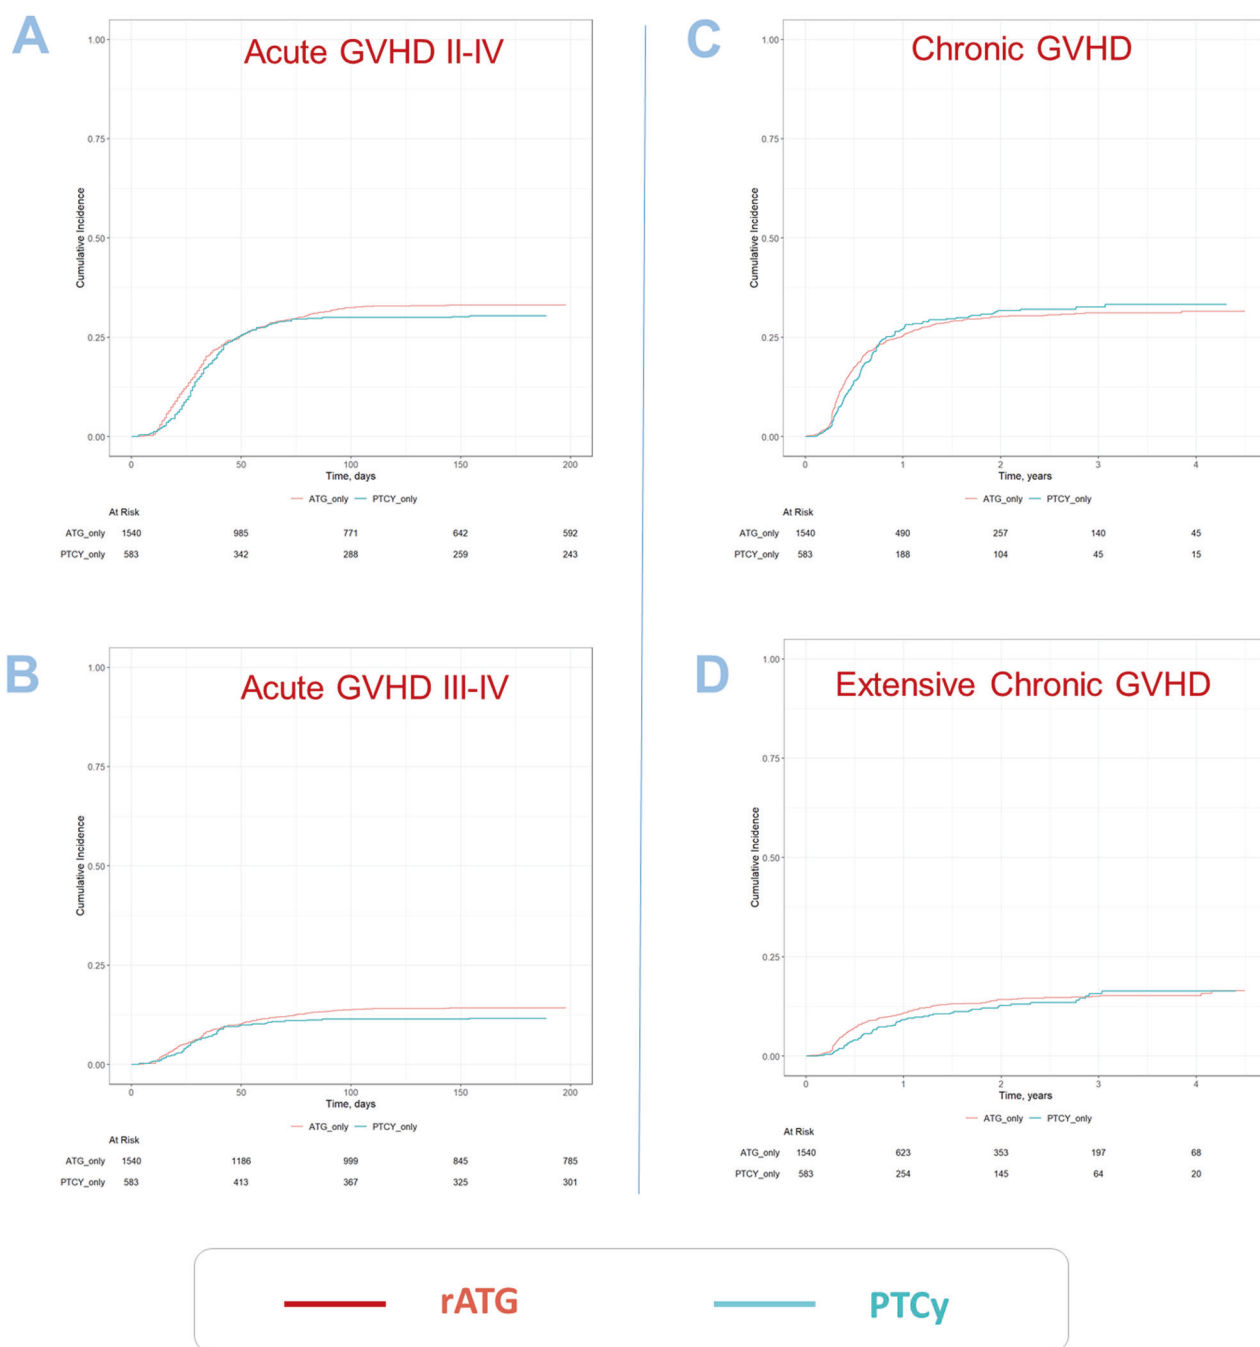 A
Acute GVHD II-IV
1.00
0.75
0.50
0.25
0.00
Cumulative Incidence
0 50 100 150 200
Time, days
ATG_only PTCY_only
At Risk
ATG_only 1540 985 771 642 592
PTCY_only 583 342 288 259 243
B
Acute GVHD III-IV
1.00
0.75
0.50
0.25
0.00
Cumulative Incidence
0 50 100 150 200
Time, days
ATG_only PTCY_only
At Risk
ATG_only 1540 1186 999 845 785
PTCY_only 583 413 367 325 301
C
Chronic GVHD
1.00
0.75
0.50
0.25
0.00
Cumulative Incidence
0 1 2 3 4
Time, years
ATG_only PTCY_only
At Risk
ATG_only 1540 490 257 140 45
PTCY_only 583 188 104 45 15
D
Extensive Chronic GVHD
1.00
0.75
0.50
0.25
0.00
Cumulative Incidence
0 1 2 3 4
Time, years
ATG_only PTCY_only
At Risk
ATG_only 1540 623 353 197 68
PTCY_only 583 254 145 64 20
rATG PTCy